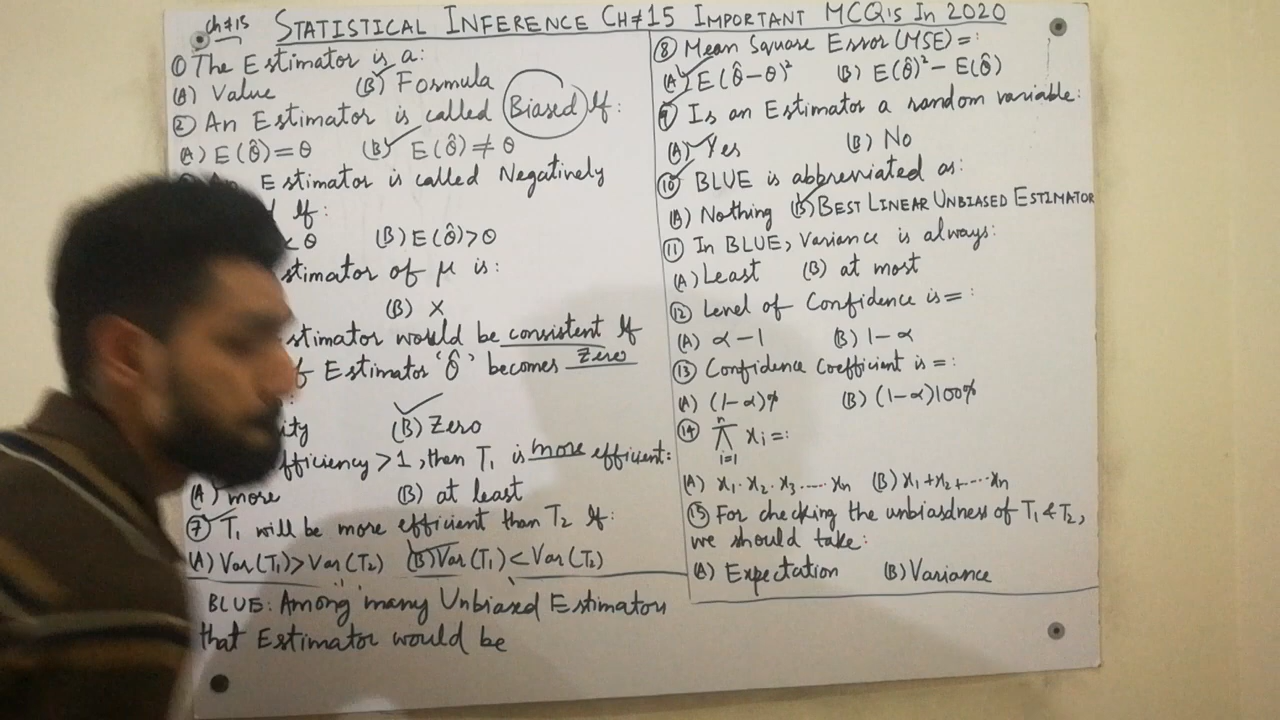 Ch#15 STATISTICAL INFERENCE CH#15 IMPORTANT MCQ's In 2020
① The Estimator is a:
(A) Value (B) Formula
② An Estimator is called Biased If:
(A) E(θ̂) = θ (B) E(θ̂) ≠ θ
Estimator is called Negatively
If:
< θ (B) E(θ̂) > θ
stimator of μ is:
(B) X
stimator would be consistent If
f Estimator 'θ̂' becomes Zero
:
ity (B) Zero
fficiency > 1, then T₁ is more efficient:
(A) more (B) at least
⑦ T₁ will be more efficient than T₂ If:
(A) Var(T₁) > Var(T₂) (B) Var(T₁) < Var(T₂)
BLUE: Among many Unbiased Estimators
that Estimator would be
⑧ Mean Square Error (MSE) =:
(A) E(θ̂ - θ)² (B) E(θ̂)² - E(θ̂)
⑨ Is an Estimator a random variable:
(A) Yes (B) No
⑩ BLUE is abbreviated as:
(A) Nothing (B) BEST LINEAR UNBIASED ESTIMATOR
⑪ In BLUE, Variance is always:
(A) Least (B) at most
⑫ Level of Confidence is =:
(A) α - 1 (B) 1 - α
⑬ Confidence Coefficient is =:
(A) (1-α)% (B) (1-α)100%
⑭ π xᵢ =:
n
i=1
(A) x₁·x₂·x₃.....xₙ (B) x₁+x₂+....xₙ
⑮ For checking the unbiasdness of T₁ & T₂,
we should take:
(A) Expectation (B) Variance